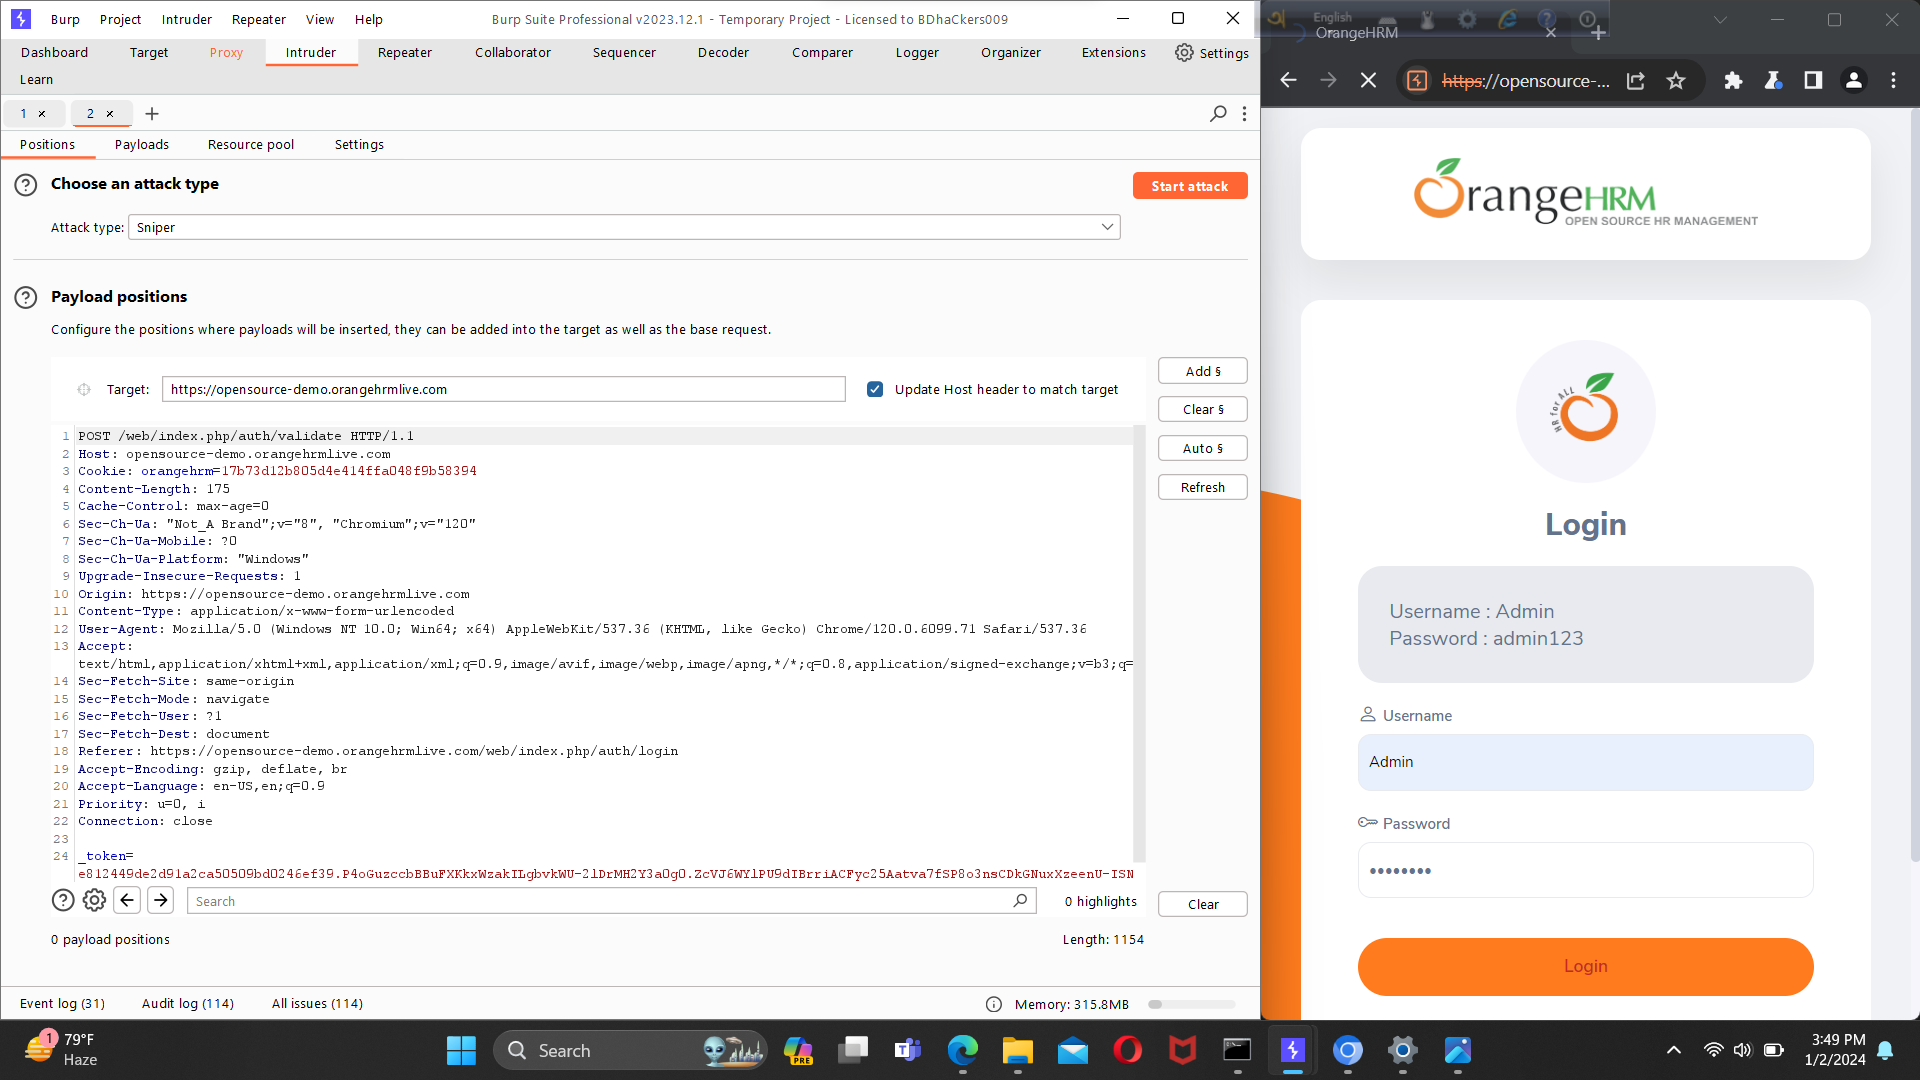 Burp Project Intruder Repeater View Help Burp Suite Professional v2023.12.1 - Temporary Project - Licensed to BDhaCkers009
Dashboard Target Proxy Intruder Repeater Collaborator Sequencer Decoder Comparer Logger Organizer Extensions Settings
Learn
1 × 2 × +
Positions Payloads Resource pool Settings
Choose an attack type
Start attack
Attack type: Sniper
Payload positions
Configure the positions where payloads will be inserted, they can be added into the target as well as the base request.
Target: https://opensource-demo.orangehrmlive.com Update Host header to match target
Add §
Clear §
Auto §
Refresh
1 POST /web/index.php/auth/validate HTTP/1.1
2 Host: opensource-demo.orangehrmlive.com
3 Cookie: orangehrm=17b73d12b805d4e414ffa048f9b58394
4 Content-Length: 175
5 Cache-Control: max-age=0
6 Sec-Ch-Ua: "Not_A Brand";v="8", "Chromium";v="120"
7 Sec-Ch-Ua-Mobile: ?0
8 Sec-Ch-Ua-Platform: "Windows"
9 Upgrade-Insecure-Requests: 1
10 Origin: https://opensource-demo.orangehrmlive.com
11 Content-Type: application/x-www-form-urlencoded
12 User-Agent: Mozilla/5.0 (Windows NT 10.0; Win64; x64) AppleWebKit/537.36 (KHTML, like Gecko) Chrome/120.0.6099.71 Safari/537.36
13 Accept:
text/html,application/xhtml+xml,application/xml;q=0.9,image/avif,image/webp,image/apng,*/*;q=0.8,application/signed-exchange;v=b3;q=
14 Sec-Fetch-Site: same-origin
15 Sec-Fetch-Mode: navigate
16 Sec-Fetch-User: ?1
17 Sec-Fetch-Dest: document
18 Referer: https://opensource-demo.orangehrmlive.com/web/index.php/auth/login
19 Accept-Encoding: gzip, deflate, br
20 Accept-Language: en-US,en;q=0.9
21 Priority: u=0, i
22 Connection: close
23
24 _token=
e812449de2d91a2ca50509bd0246ef39.P4oGuzccbBBuFXKkxWzakILgbvkWU-2lDrMH2Y3aOgO.ZcVJ6WYlPU9dIBrriACFyc25Aatva7fSP8o3nsCDkGNuxXzeenU-ISN
Search 0 highlights Clear
0 payload positions Length: 1154
Event log (31) Audit log (114) All issues (114) Memory: 315.8MB
English
OrangeHRM
https://opensource-...
OrangeHRM
OPEN SOURCE HR MANAGEMENT
HR for ALL
Login
Username : Admin
Password : admin123
Username
Admin
Password
••••••••
Login
1 79°F
Haze
Search
PRE
3:49 PM
1/2/2024